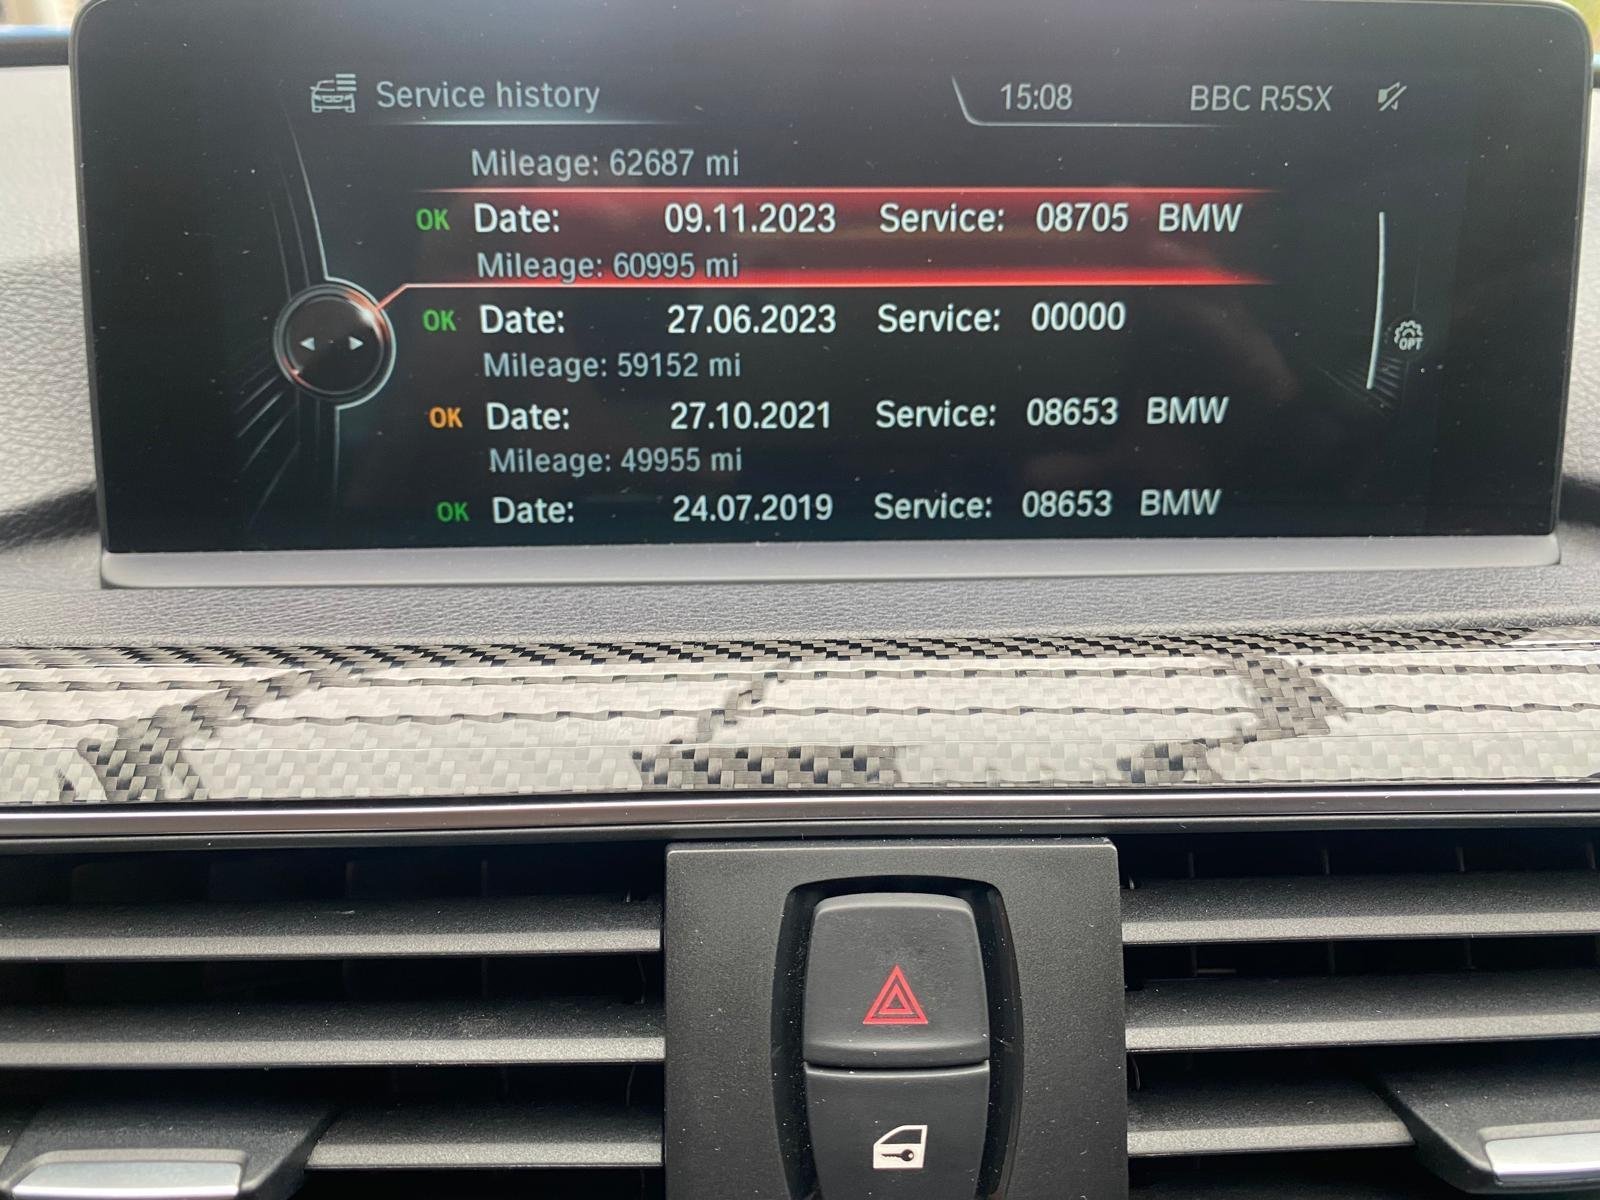 Service history 15:08 BBC R5SX
Mileage: 62687 mi
OK Date: 09.11.2023 Service: 08705 BMW
Mileage: 60995 mi
OK Date: 27.06.2023 Service: 00000
Mileage: 59152 mi
OPT
OK Date: 27.10.2021 Service: 08653 BMW
Mileage: 49955 mi
OK Date: 24.07.2019 Service: 08653 BMW